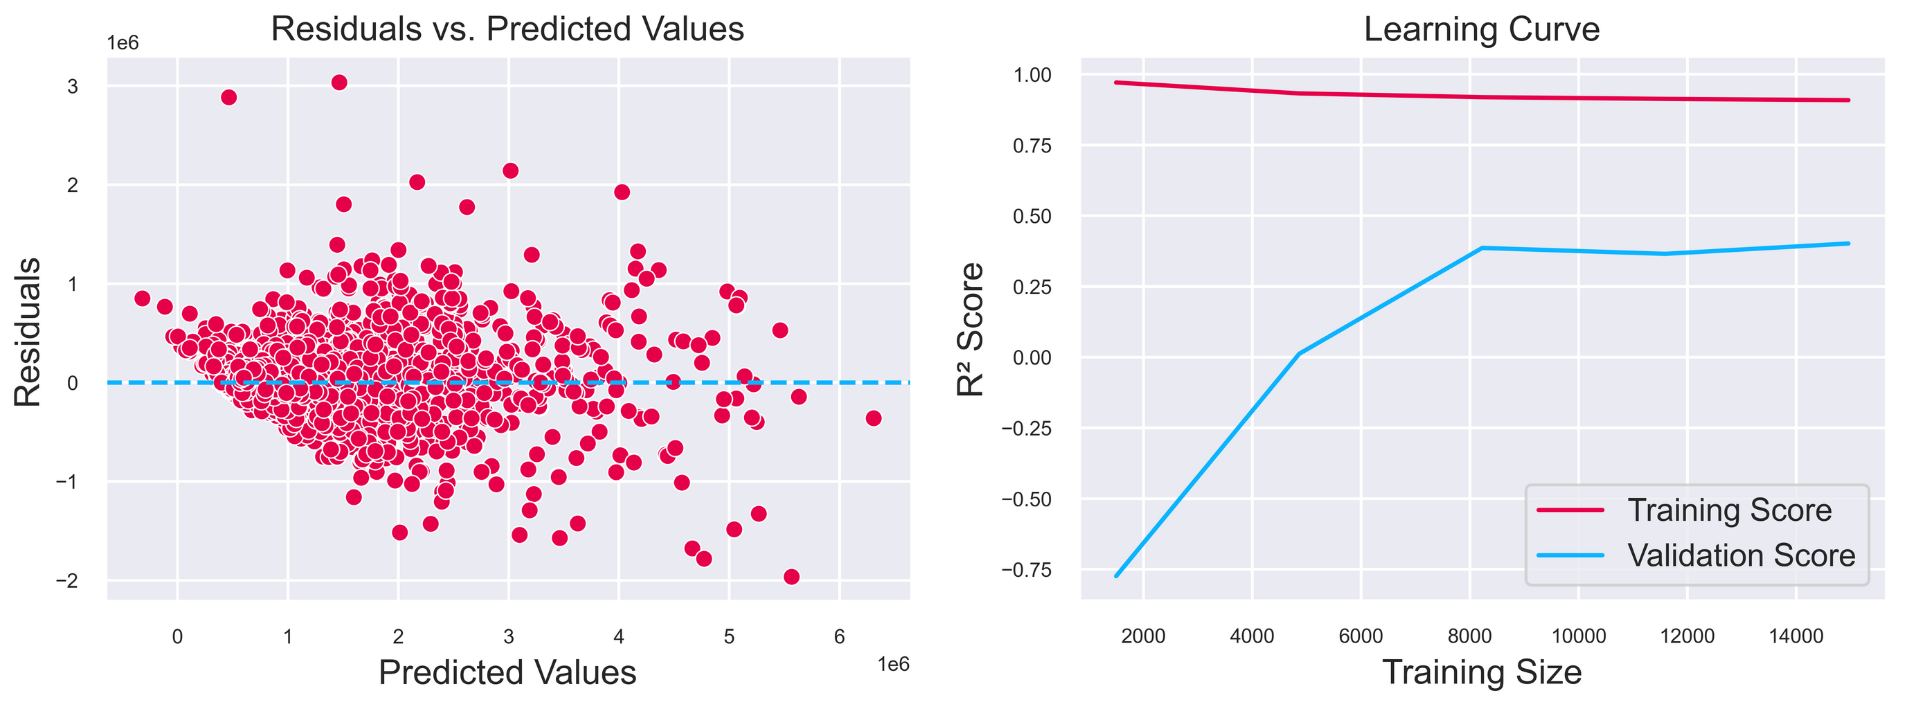 Residuals vs. Predicted Values
1e6
3
2
1
0
−1
−2
Residuals
0 1 2 3 4 5 6
1e6
Predicted Values
Learning Curve
1.00
0.75
0.50
0.25
0.00
−0.25
−0.50
−0.75
R² Score
Training Score
Validation Score
2000 4000 6000 8000 10000 12000 14000
Training Size